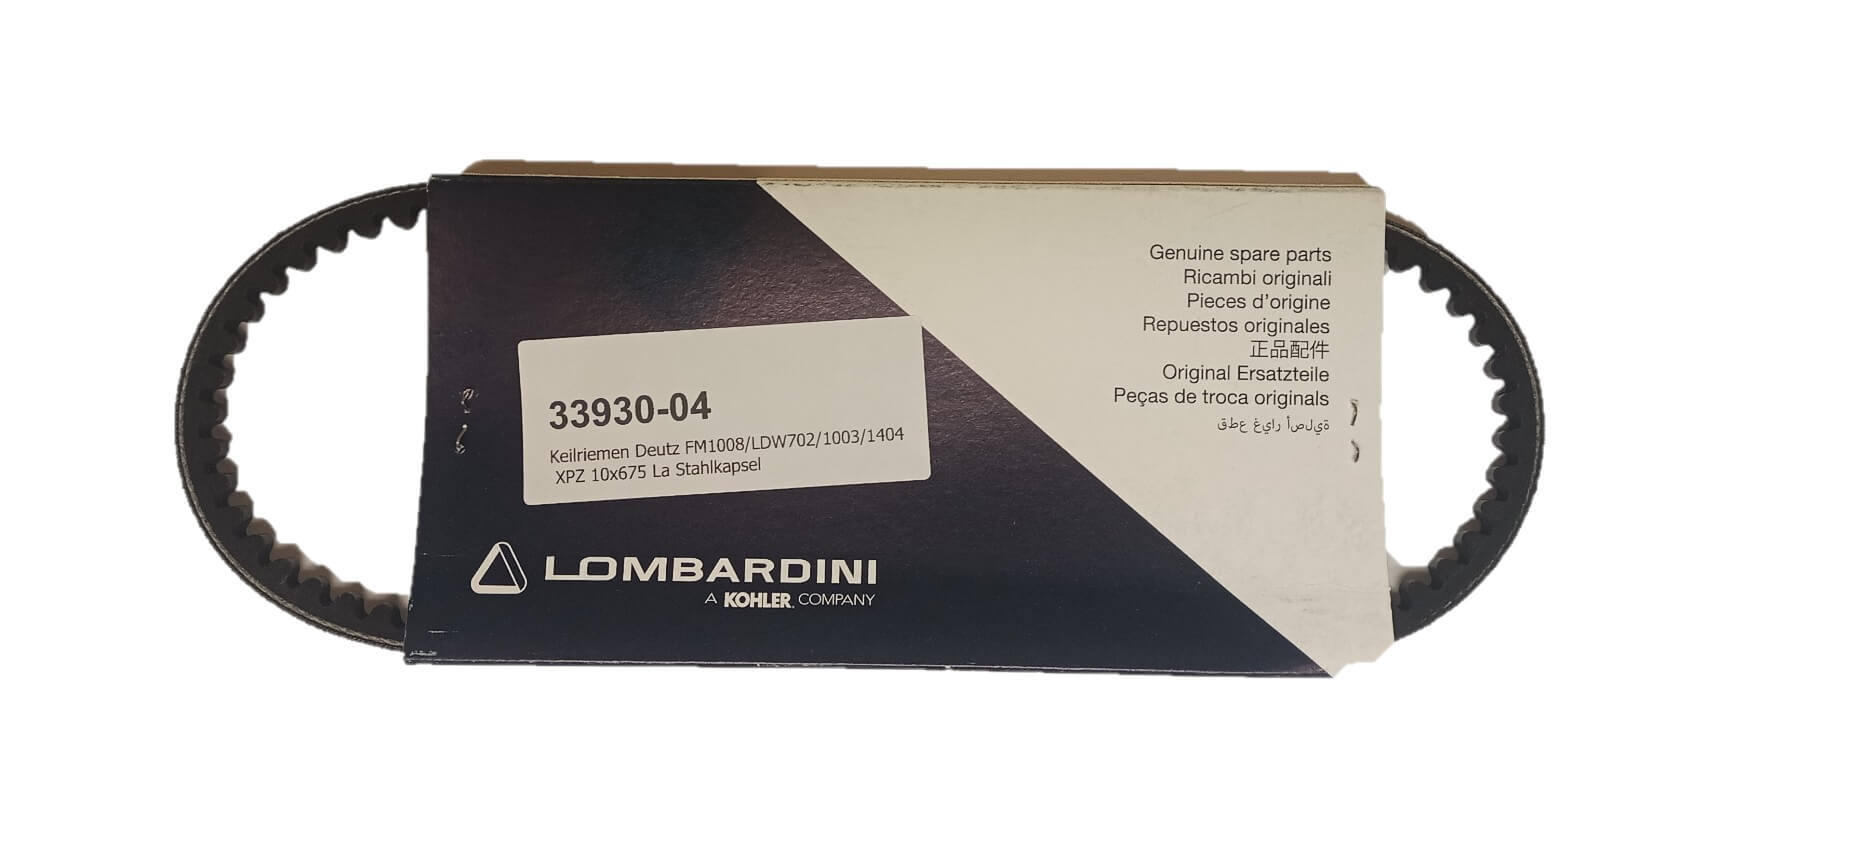 Genuine spare parts
Ricambi originali
Pieces d'origine
Repuestos originales
正品配件
Original Ersatzteile
Peças de troca originals
قطع غيار أصلية
33930-04
Keilriemen Deutz FM1008/LDW702/1003/1404
XPZ 10x675 La Stahlkapsel
LOMBARDINI
A KOHLER. COMPANY